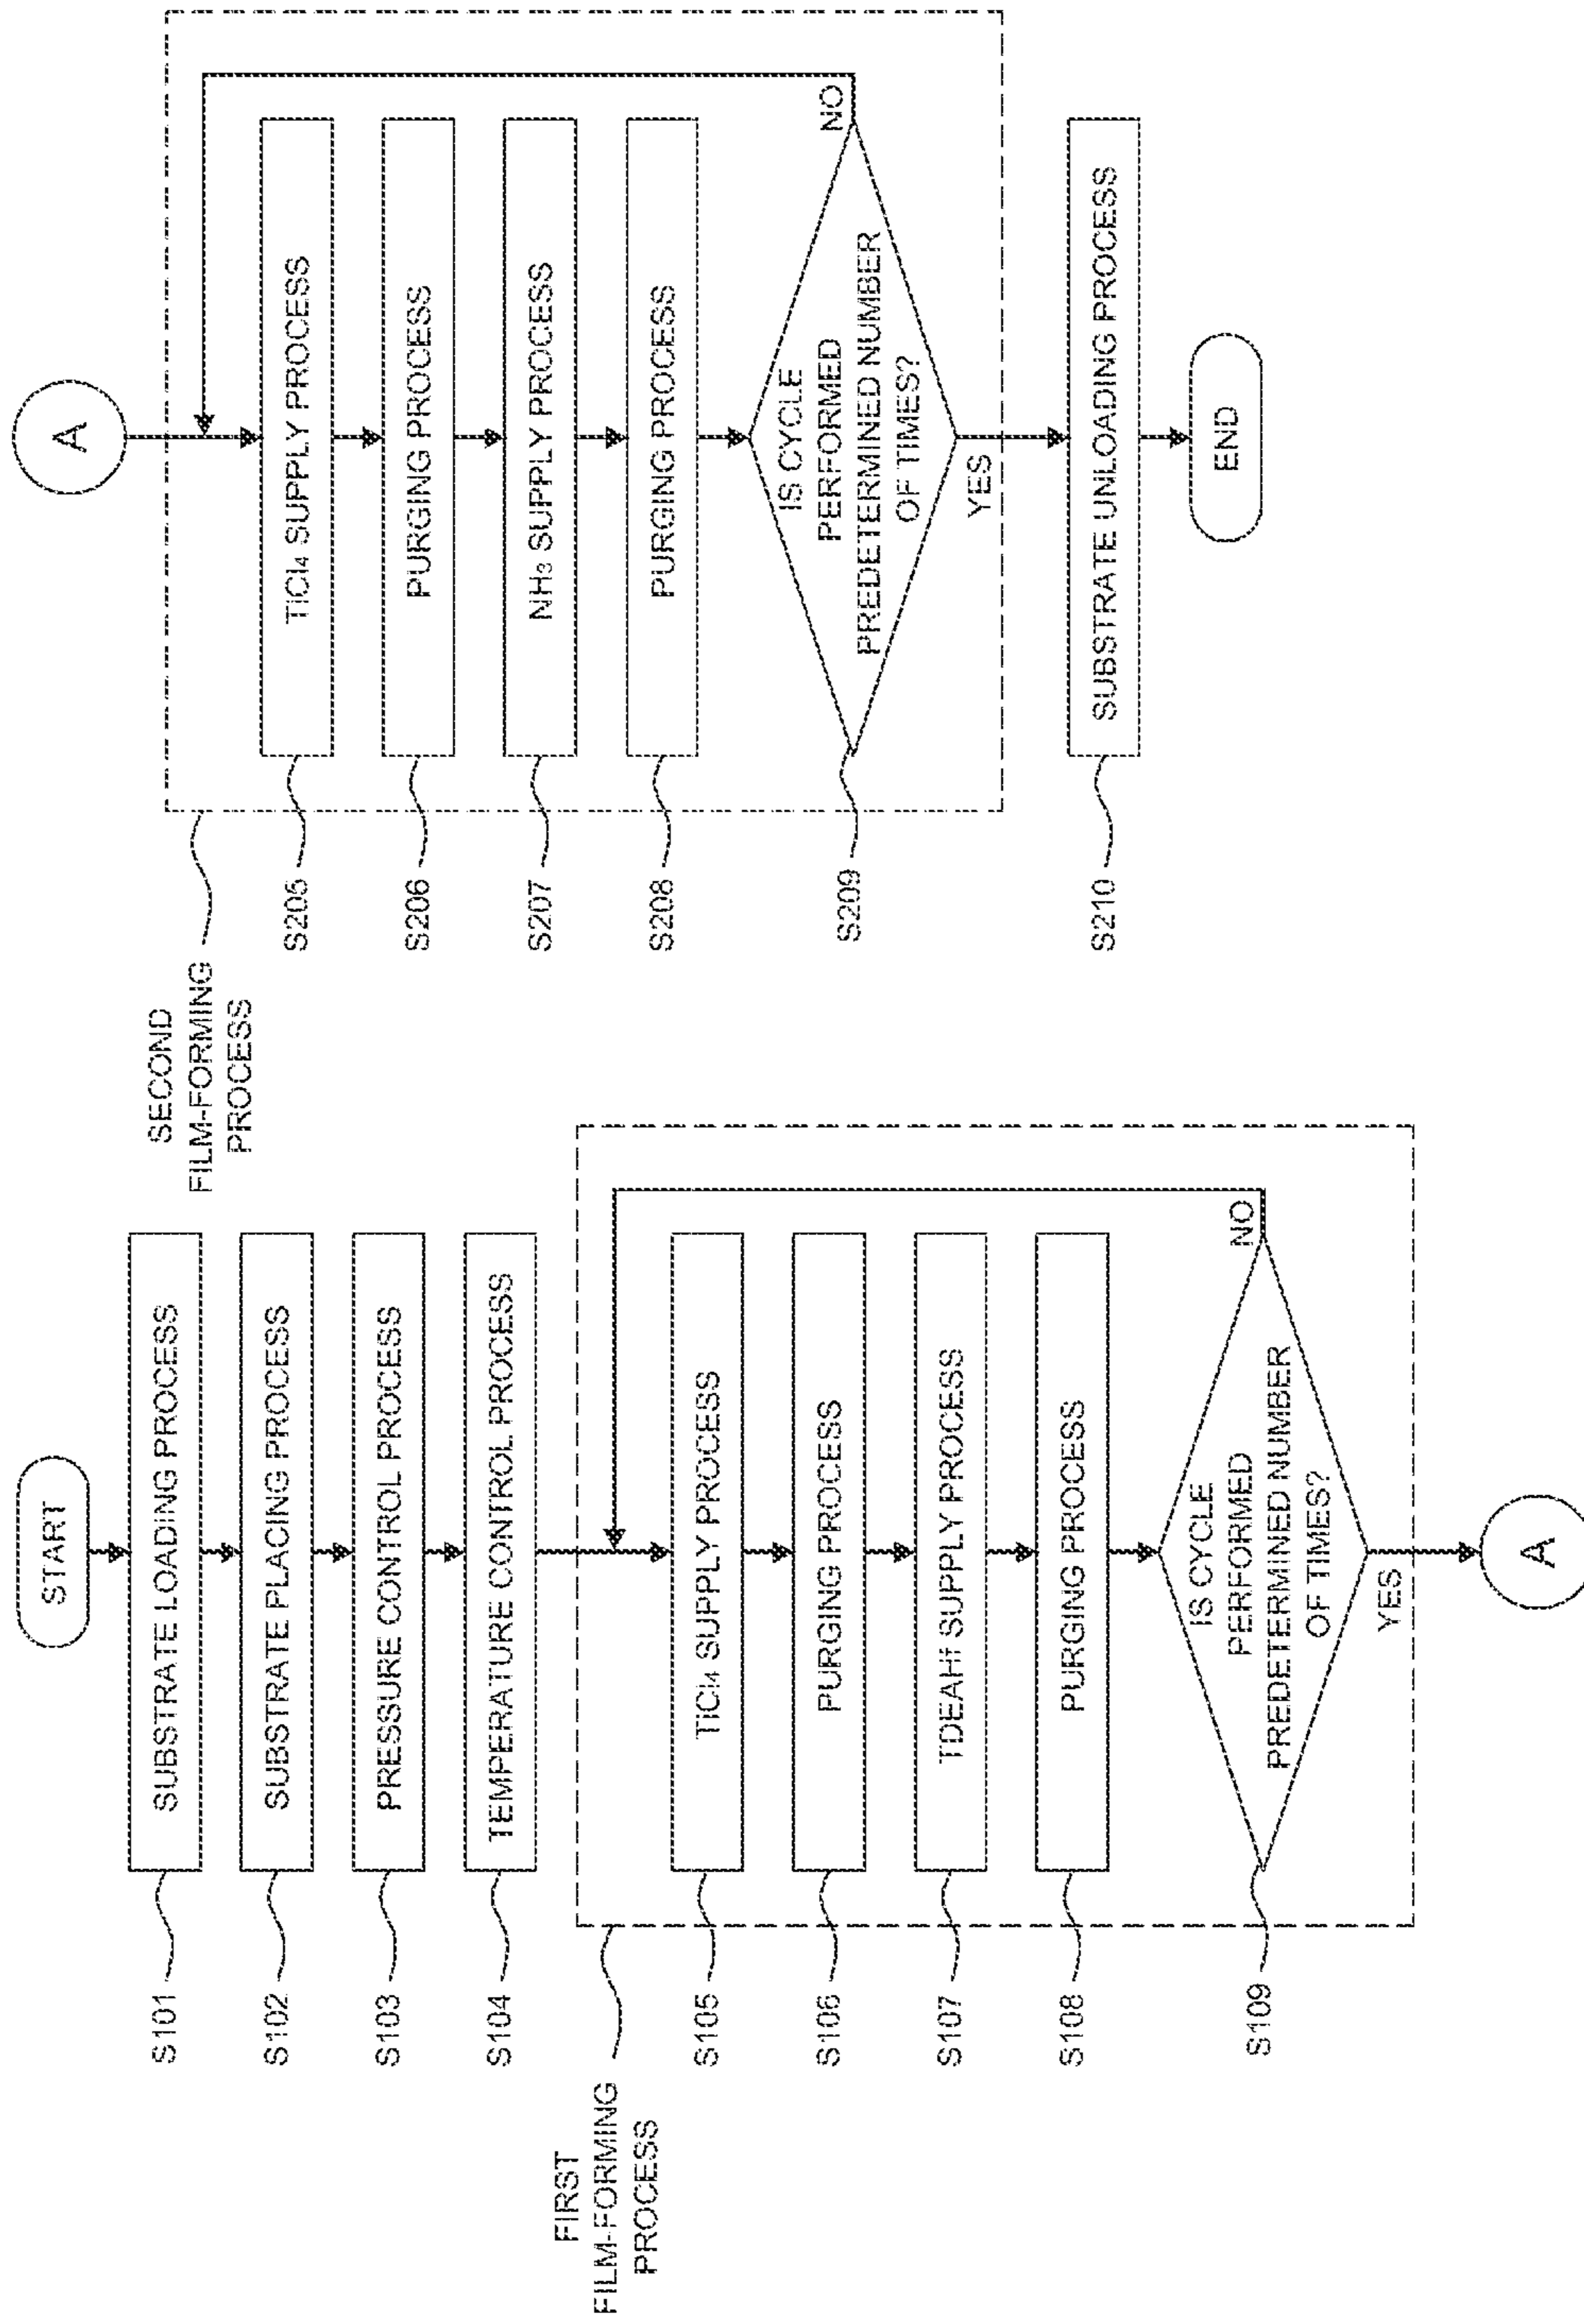 START
S101
SUBSTRATE LOADING PROCESS
S102
SUBSTRATE PLACING PROCESS
S103
PRESSURE CONTROL PROCESS
S104
TEMPERATURE CONTROL PROCESS
FIRST
FILM-FORMING
PROCESS
S105
TiCl4 SUPPLY PROCESS
S106
PURGING PROCESS
S107
TDEAHf SUPPLY PROCESS
S108
PURGING PROCESS
S109
IS CYCLE
PERFORMED
PREDETERMINED NUMBER
OF TIMES?
NO
YES
A
A
SECOND
FILM-FORMING
PROCESS
S205
TiCl4 SUPPLY PROCESS
S206
PURGING PROCESS
S207
NH3 SUPPLY PROCESS
S208
PURGING PROCESS
S209
IS CYCLE
PERFORMED
PREDETERMINED NUMBER
OF TIMES?
NO
YES
S210
SUBSTRATE UNLOADING PROCESS
END